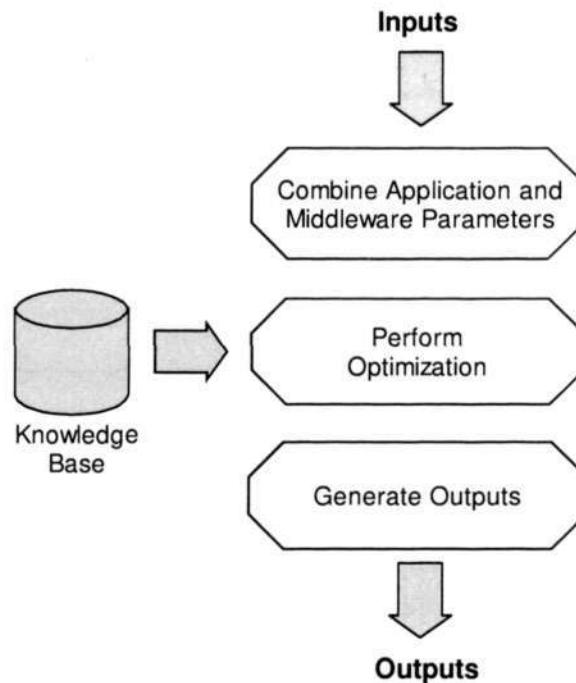 Inputs
Combine Application and
Middleware Parameters
Perform
Optimization
Knowledge
Base
Generate Outputs
Outputs